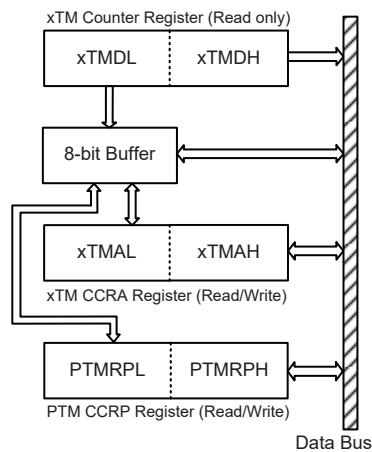 xTM Counter Register (Read only)
xTMDL xTMDH
8-bit Buffer
xTMAL xTMAH
xTM CCRA Register (Read/Write)
PTMRPL PTMRPH
PTM CCRP Register (Read/Write)
Data Bus